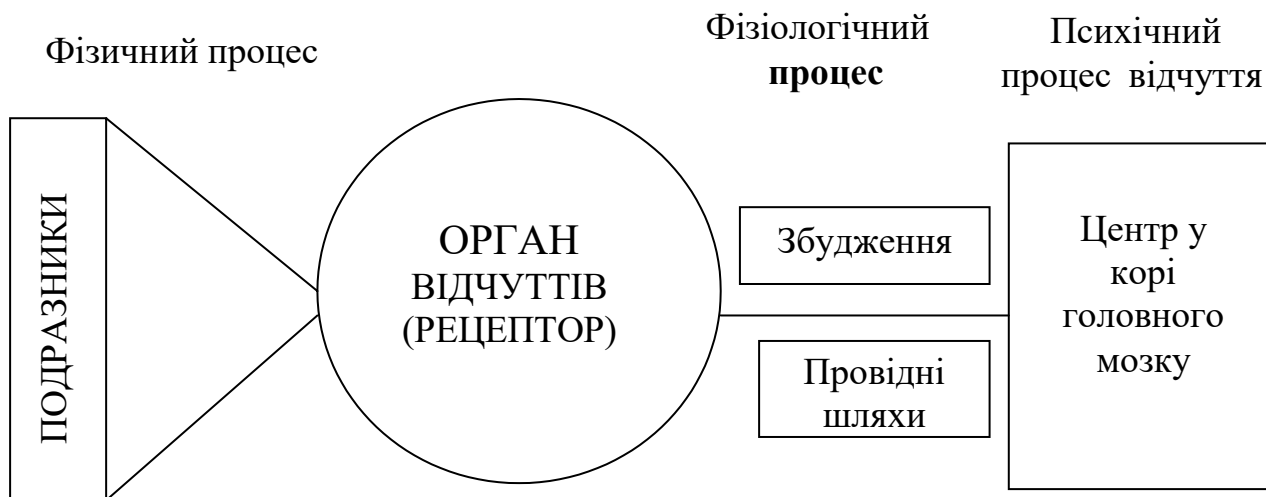 Фізичний процес
Фізіологічний
процес
Психічний
процес відчуття
ПОДРАЗНИКИ
ОРГАН
ВІДЧУТТІВ
(РЕЦЕПТОР)
Збудження
Провідні
шляхи
Центр у
корі
головного
мозку